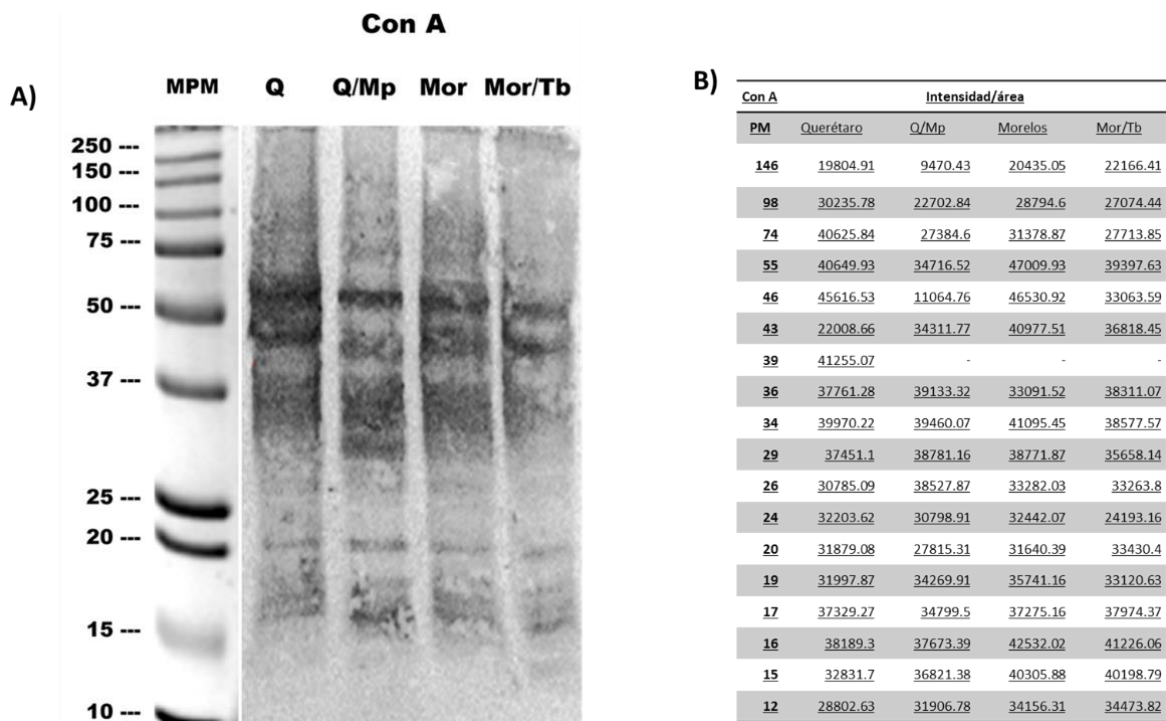 Con A
A)
MPM Q Q/Mp Mor Mor/Tb
250 ---
150 ---
100 ---
75 ---
50 ---
37 ---
25 ---
20 ---
15 ---
10 ---
B)
Con A Intensidad/área
PM Querétaro Q/Mp Morelos Mor/Tb
146 19804.91 9470.43 20435.05 22166.41
98 30235.78 22702.84 28794.6 27074.44
74 40625.84 27384.6 31378.87 27713.85
55 40649.93 34716.52 47009.93 39397.63
46 45616.53 11064.76 46530.92 33063.59
43 22008.66 34311.77 40977.51 36818.45
39 41255.07 - - -
36 37761.28 39133.32 33091.52 38311.07
34 39970.22 39460.07 41095.45 38577.57
29 37451.1 38781.16 38771.87 35658.14
26 30785.09 38527.87 33282.03 33263.8
24 32203.62 30798.91 32442.07 24193.16
20 31879.08 27815.31 31640.39 33430.4
19 31997.87 34269.91 35741.16 33120.63
17 37329.27 34799.5 37275.16 37974.37
16 38189.3 37673.39 42532.02 41226.06
15 32831.7 36821.38 40305.88 40198.79
12 28802.63 31906.78 34156.31 34473.82